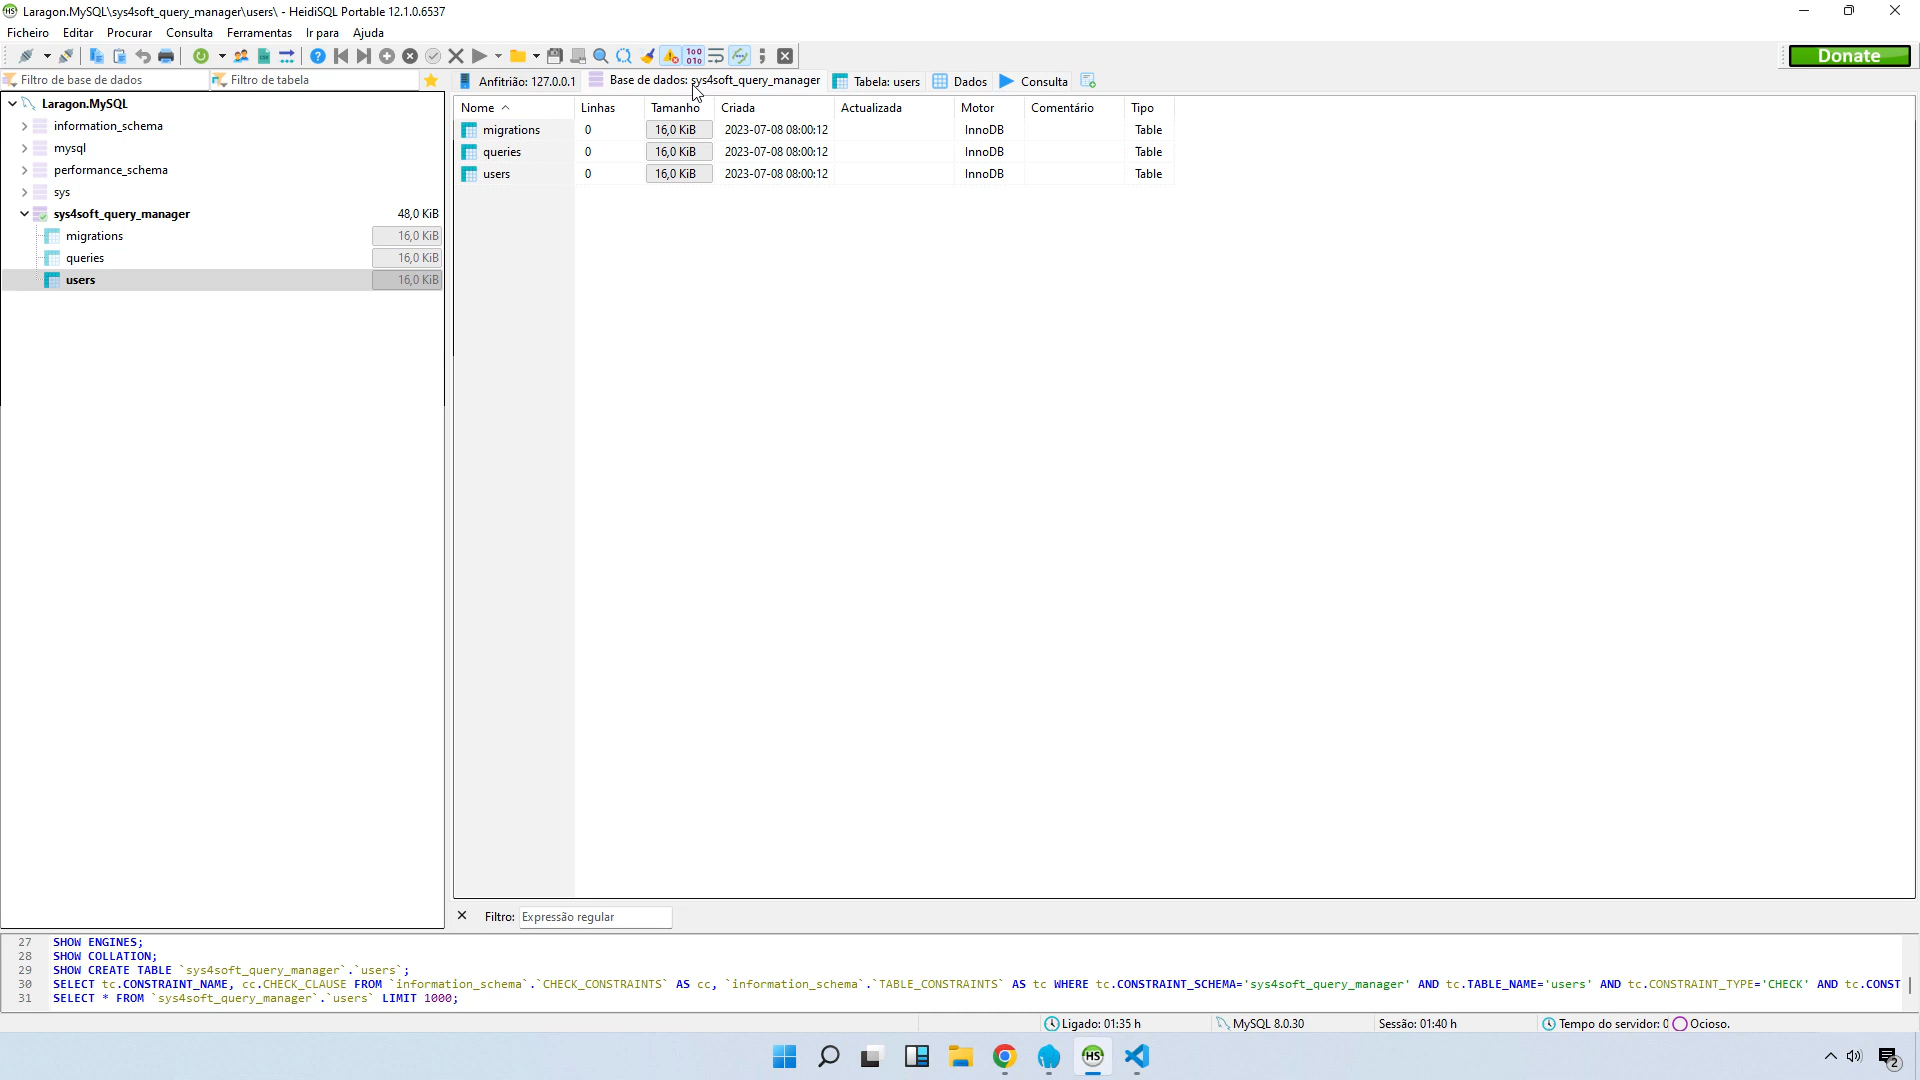 Laragon.MySQL\sys4soft_query_manager\users\ - HeidiSQL Portable 12.1.0.6537
Ficheiro Editar Procurar Consulta Ferramentas Ir para Ajuda
Donate
Filtro de base de dados Filtro de tabela
Anfitrião: 127.0.0.1 Base de dados: sys4soft_query_manager Tabela: users Dados Consulta
Laragon.MySQL
information_schema
mysql
performance_schema
sys
sys4soft_query_manager 48,0 KiB
migrations 16,0 KiB
queries 16,0 KiB
users 16,0 KiB
Nome Linhas Tamanho Criada Actualizada Motor Comentário Tipo
migrations 0 16,0 KiB 2023-07-08 08:00:12 InnoDB Table
queries 0 16,0 KiB 2023-07-08 08:00:12 InnoDB Table
users 0 16,0 KiB 2023-07-08 08:00:12 InnoDB Table
Filtro: Expressão regular
27 SHOW ENGINES;
28 SHOW COLLATION;
29 SHOW CREATE TABLE `sys4soft_query_manager`.`users`;
30 SELECT tc.CONSTRAINT_NAME, cc.CHECK_CLAUSE FROM `information_schema`.`CHECK_CONSTRAINTS` AS cc, `information_schema`.`TABLE_CONSTRAINTS` AS tc WHERE tc.CONSTRAINT_SCHEMA='sys4soft_query_manager' AND tc.TABLE_NAME='users' AND tc.CONSTRAINT_TYPE='CHECK' AND tc.CONST
31 SELECT * FROM `sys4soft_query_manager`.`users` LIMIT 1000;
Ligado: 01:35 h MySQL 8.0.30 Sessão: 01:40 h Tempo do servidor: 0 Ocioso.
HS
2